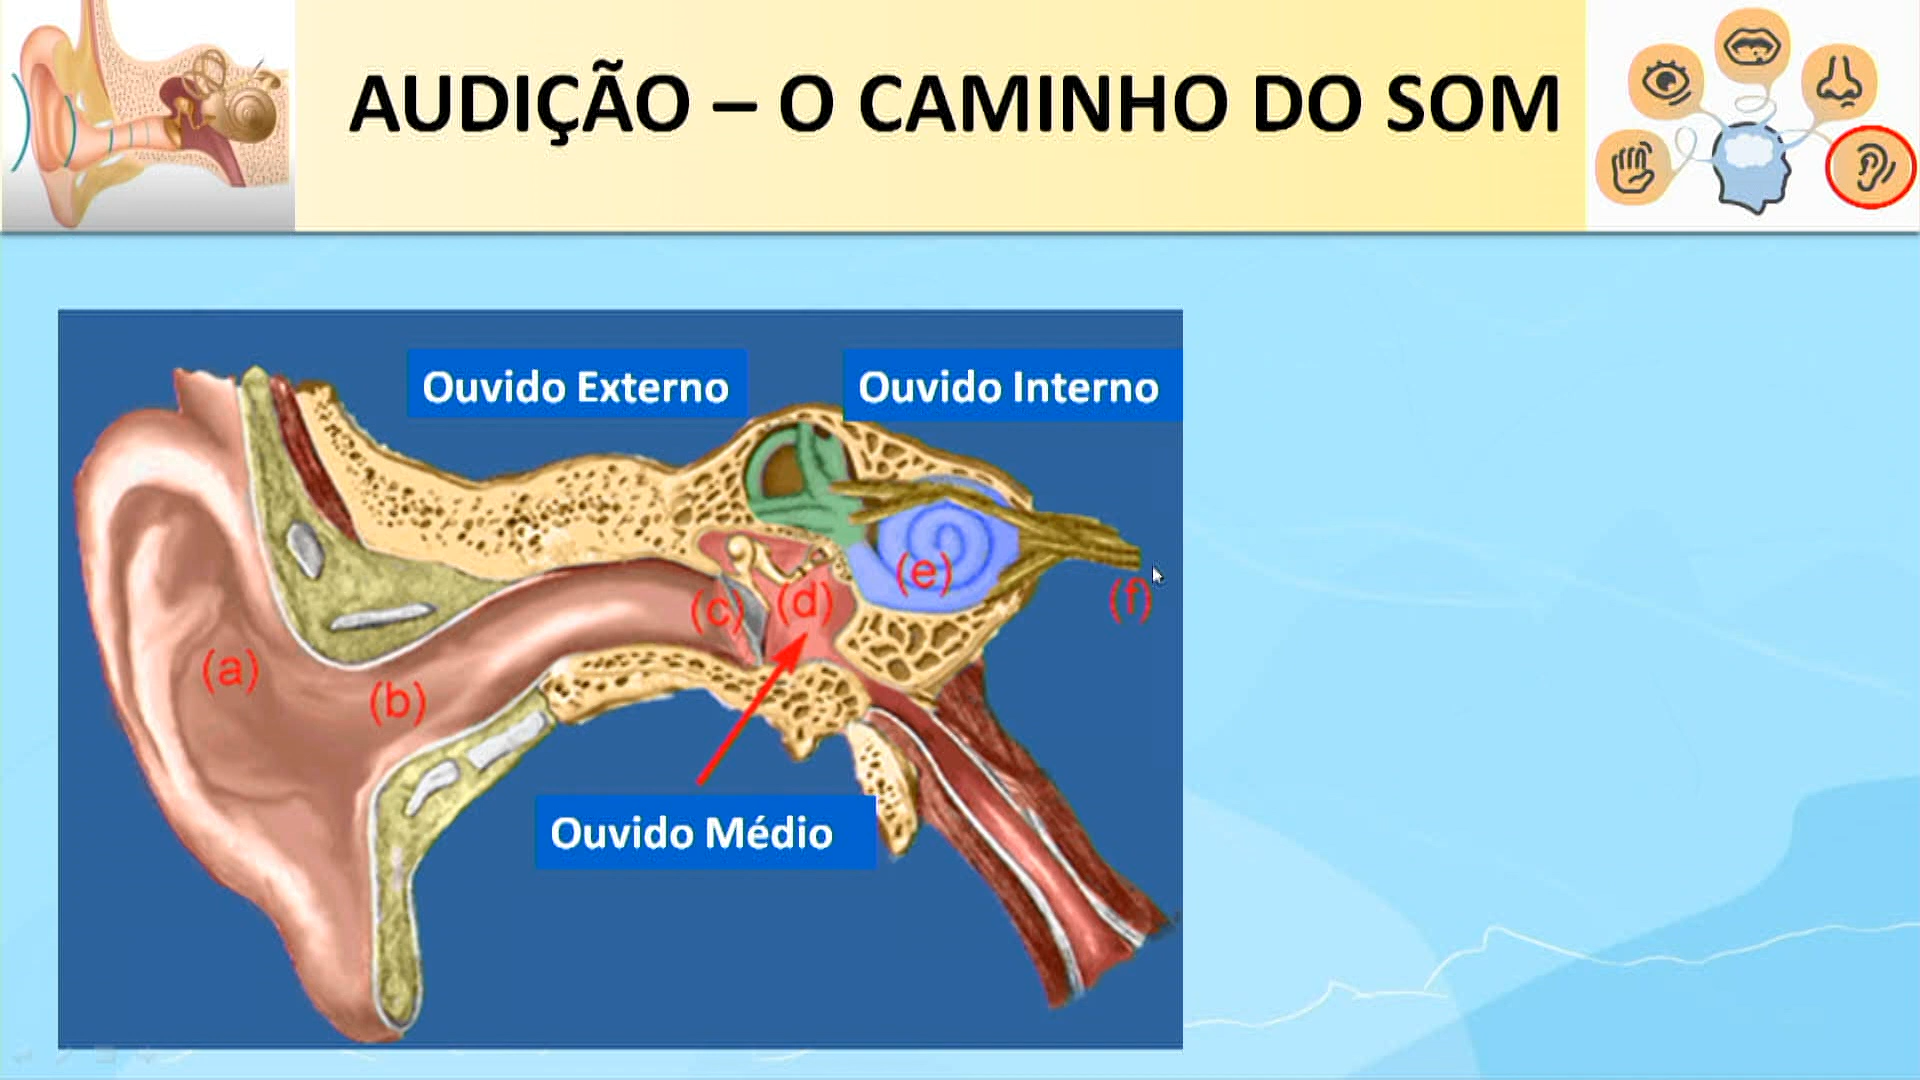 AUDIÇÃO – O CAMINHO DO SOM
Ouvido Externo
Ouvido Interno
(e)
(c)
(d)
(f)
(a)
(b)
Ouvido Médio